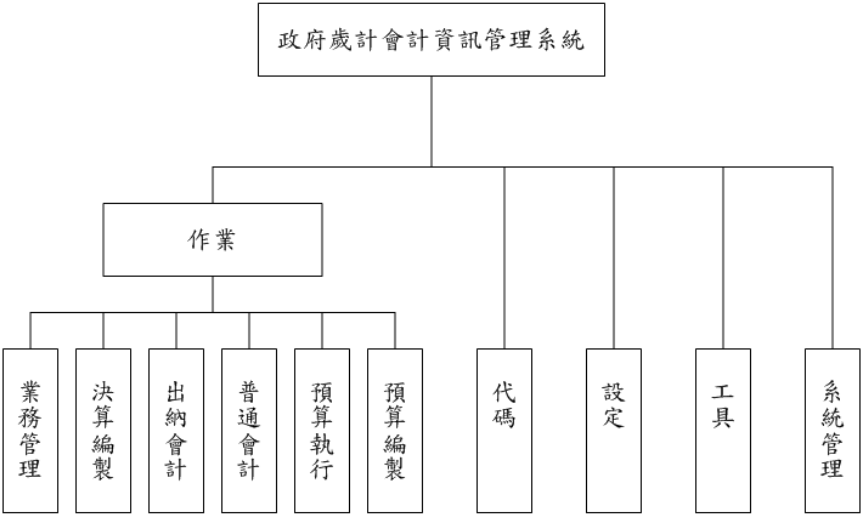 政府歲計會計資訊管理系統
作業
業務管理
決算編製
出納會計
普通會計
預算執行
預算編製
代碼
設定
工具
系統管理